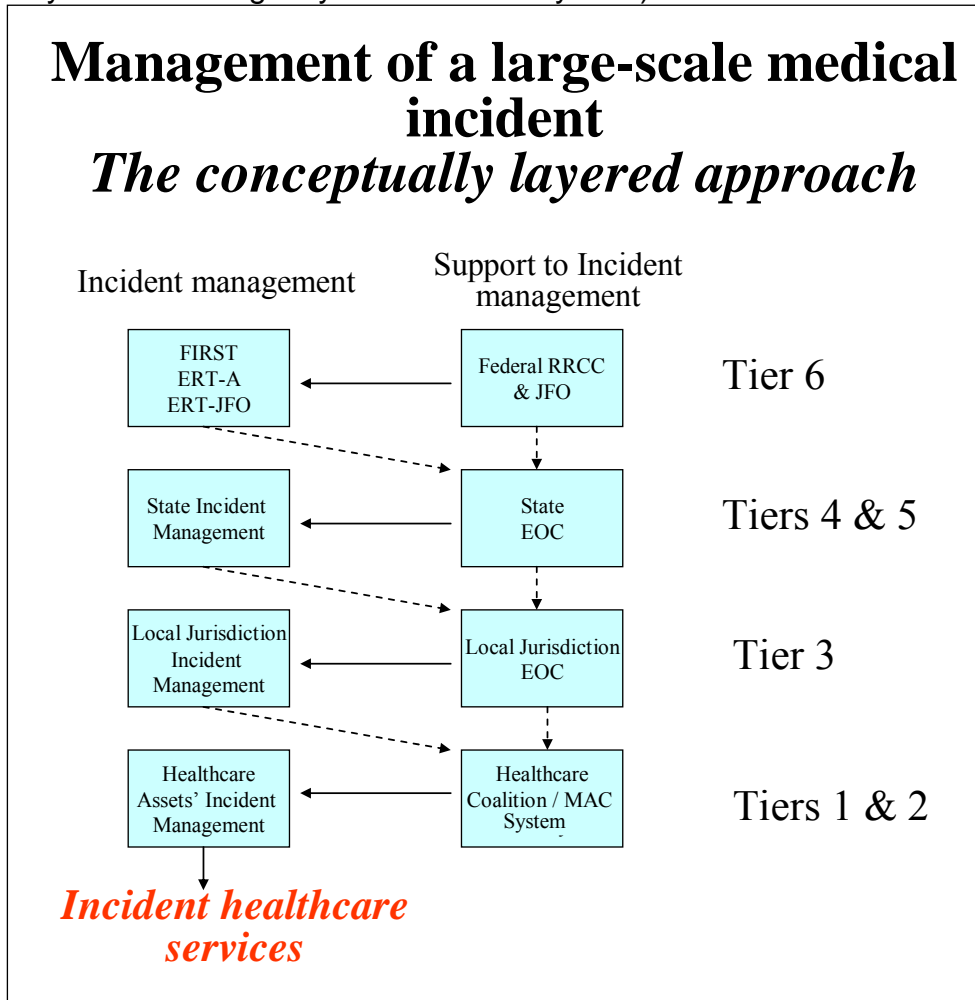 Management of a large-scale medical
incident
The conceptually layered approach
Incident management
Support to Incident
management
FIRST
ERT-A
ERT-JFO
Federal RRCC
& JFO
Tier 6
State Incident
Management
State
EOC
Tiers 4 & 5
Local Jurisdiction
Incident
Management
Local Jurisdiction
EOC
Tier 3
Healthcare
Assets’ Incident
Management
Healthcare
Coalition / MAC
System
Tiers 1 & 2
Incident healthcare
services